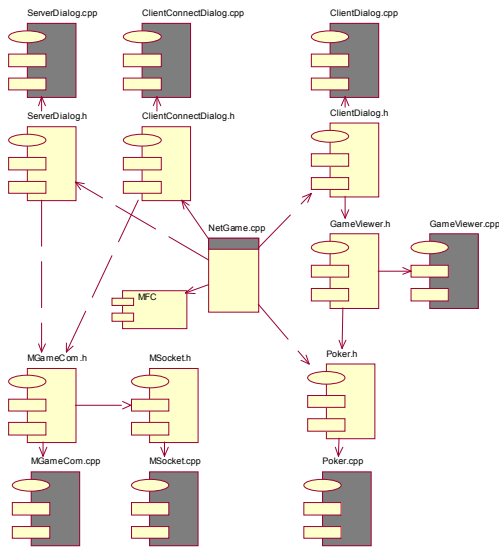 ServerDialog.cpp
ClientConnectDialog.cpp
ClientDialog.cpp
ServerDialog.h
ClientConnectDialog.h
ClientDialog.h
NetGame.cpp
GameViewer.h
GameViewer.cpp
MFC
MGameCom.h
MSocket.h
Poker.h
MGameCom.cpp
MSocket.cpp
Poker.cpp